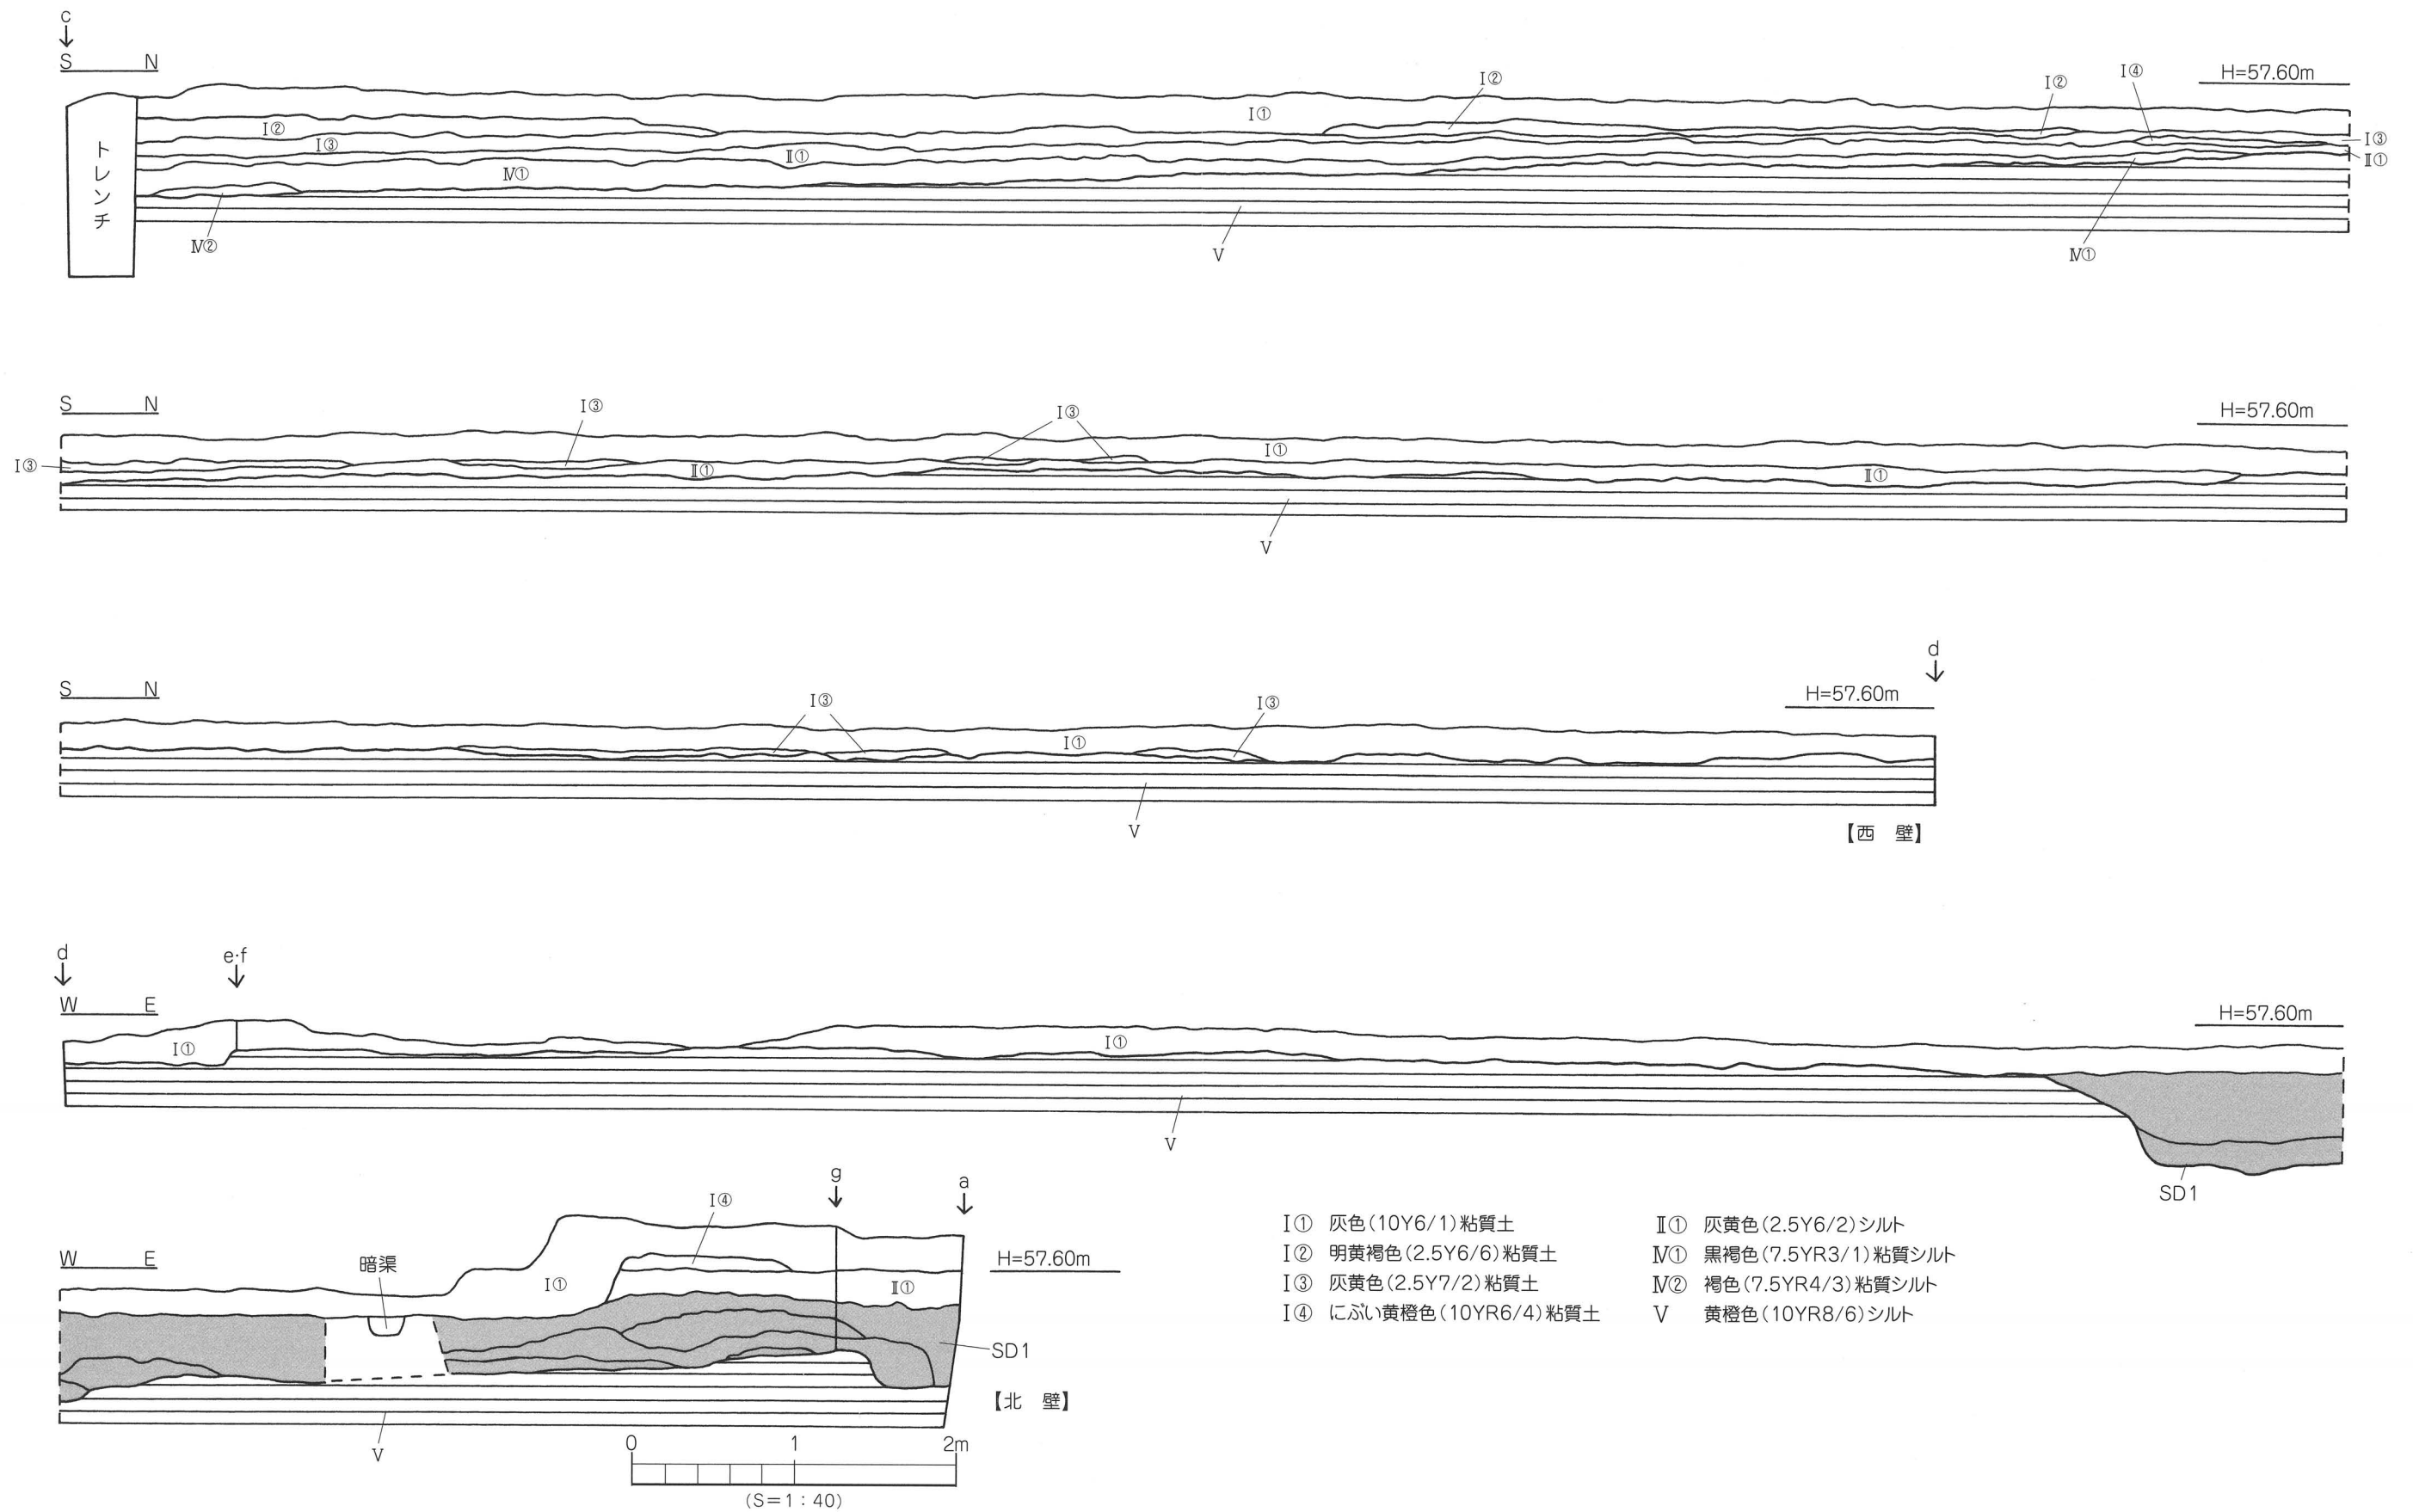 c
S N
H=57.60m
I② I② I④
I①
I②
I③
I③
Ⅱ①
Ⅱ①
Ⅳ①
トレンチ
Ⅳ②
V
Ⅳ①
S N
H=57.60m
I③ I③
I①
I③
Ⅱ①
Ⅱ①
V
d
S N
H=57.60m
I③ I③
I①
V
【西 壁】
d e·f
W E
H=57.60m
I① I①
V
SD1
g a
I④
W E
暗渠
H=57.60m
I①
Ⅱ①
SD1
【北 壁】
V
0 1 2m
(S=1:40)
I① 灰色(10Y6/1)粘質土
I② 明黄褐色(2.5Y6/6)粘質土
I③ 灰黄色(2.5Y7/2)粘質土
I④ にぶい黄橙色(10YR6/4)粘質土
Ⅱ① 灰黄色(2.5Y6/2)シルト
Ⅳ① 黒褐色(7.5YR3/1)粘質シルト
Ⅳ② 褐色(7.5YR4/3)粘質シルト
V 黄橙色(10YR8/6)シルト